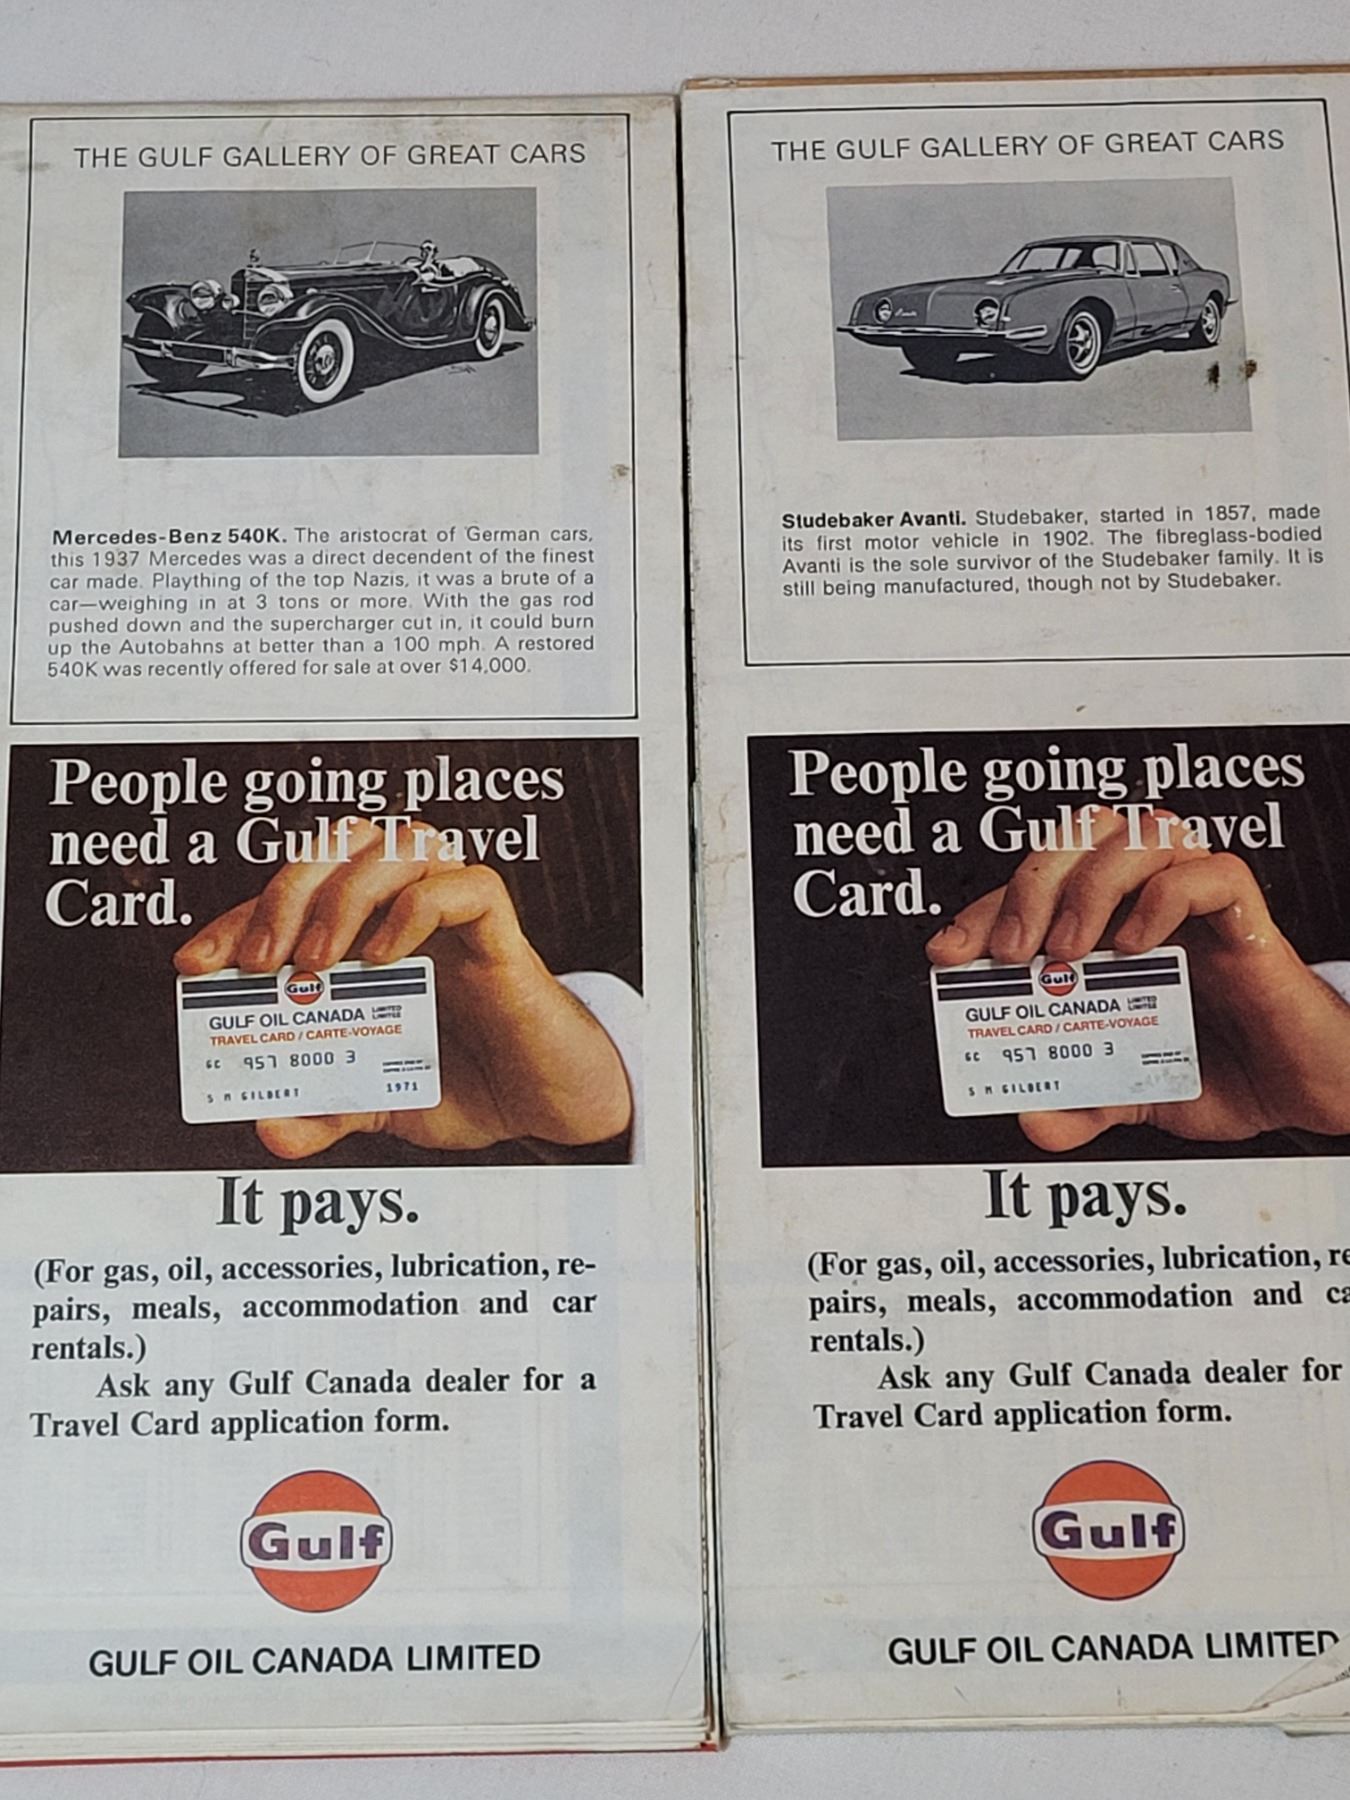 THE GULF GALLERY OF GREAT CARS
Mercedes-Benz 540K. The aristocrat of German cars,
this 1937 Mercedes was a direct decendent of the finest
car made. Plaything of the top Nazis, it was a brute of a
car—weighing in at 3 tons or more. With the gas rod
pushed down and the supercharger cut in, it could burn
up the Autobahns at better than a 100 mph. A restored
540K was recently offered for sale at over $14,000.
People going places
need a Gulf Travel
Card.
Gulf
GULF OIL CANADA LIMITED
LIMITÉE
TRAVEL CARD / CARTE-VOYAGE
GC 957 8000 3
S M GILBERT 1971
It pays.
(For gas, oil, accessories, lubrication, re-
pairs, meals, accommodation and car
rentals.)
Ask any Gulf Canada dealer for a
Travel Card application form.
Gulf
GULF OIL CANADA LIMITED
THE GULF GALLERY OF GREAT CARS
Studebaker Avanti. Studebaker, started in 1857, made
its first motor vehicle in 1902. The fibreglass-bodied
Avanti is the sole survivor of the Studebaker family. It is
still being manufactured, though not by Studebaker.
People going places
need a Gulf Travel
Card.
Gulf
GULF OIL CANADA LIMITED
LIMITÉE
TRAVEL CARD / CARTE-VOYAGE
GC 957 8000 3
S M GILBERT
It pays.
(For gas, oil, accessories, lubrication, re
pairs, meals, accommodation and ca
rentals.)
Ask any Gulf Canada dealer for
Travel Card application form.
Gulf
GULF OIL CANADA LIMITED